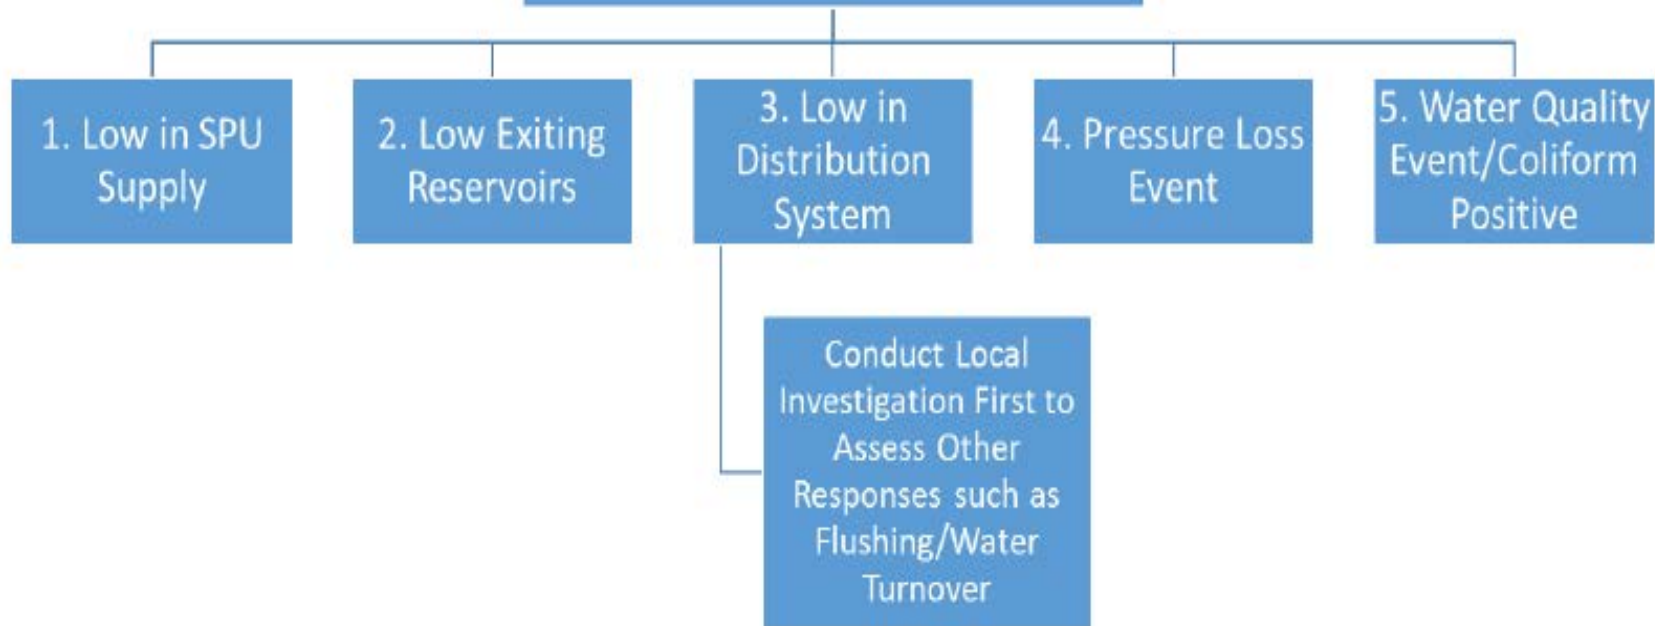 1. Low in SPU
Supply
2. Low Exiting
Reservoirs
3. Low in
Distribution
System
4. Pressure Loss
Event
5. Water Quality
Event/Coliform
Positive
Conduct Local
Investigation First to
Assess Other
Responses such as
Flushing/Water
Turnover